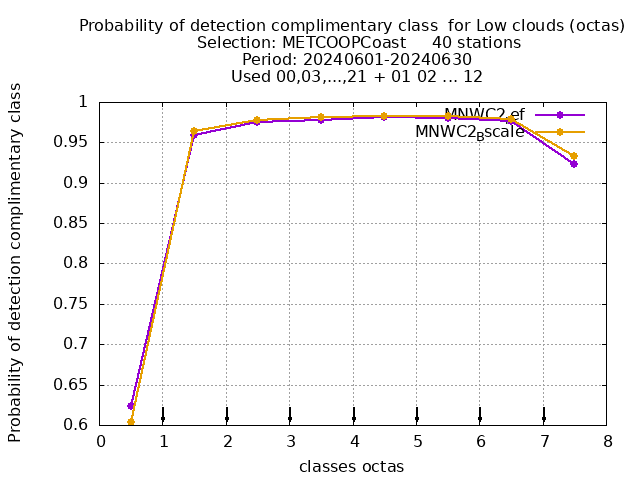 Probability of detection complimentary class  for Low clouds (octas)
Selection: METCOOPCoast     40 stations
Period: 20240601-20240630
Used 00,03,...,21 + 01 02 ... 12
Probability of detection complimentary class
1
0.95
0.9
0.85
0.8
0.75
0.7
0.65
0.6
MNWC2
MNWC2_Bscale
0 1 2 3 4 5 6 7 8
classes octas